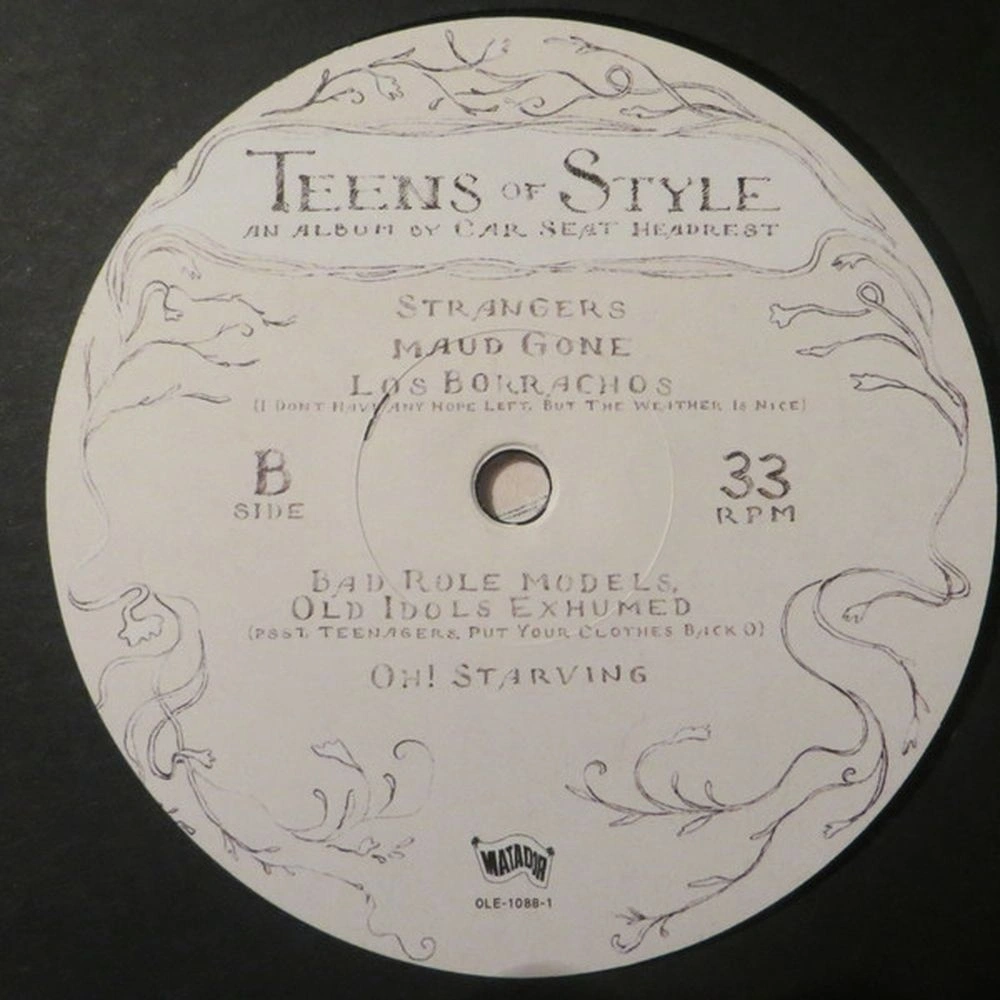 TEENS OF STYLE
AN ALBUM BY CAR SEAT HEADREST
STRANGERS
MAUD GONE
LOS BORRACHOS
(I DONT HAVE ANY HOPE LEFT, BUT THE WEATHER IS NICE)
B
SIDE
33
RPM
BAD ROLE MODELS,
OLD IDOLS EXHUMED
(PSST, TEENAGERS, PUT YOUR CLOTHES BACK O)
OH! STARVING
MATADOR
OLE-1088-1